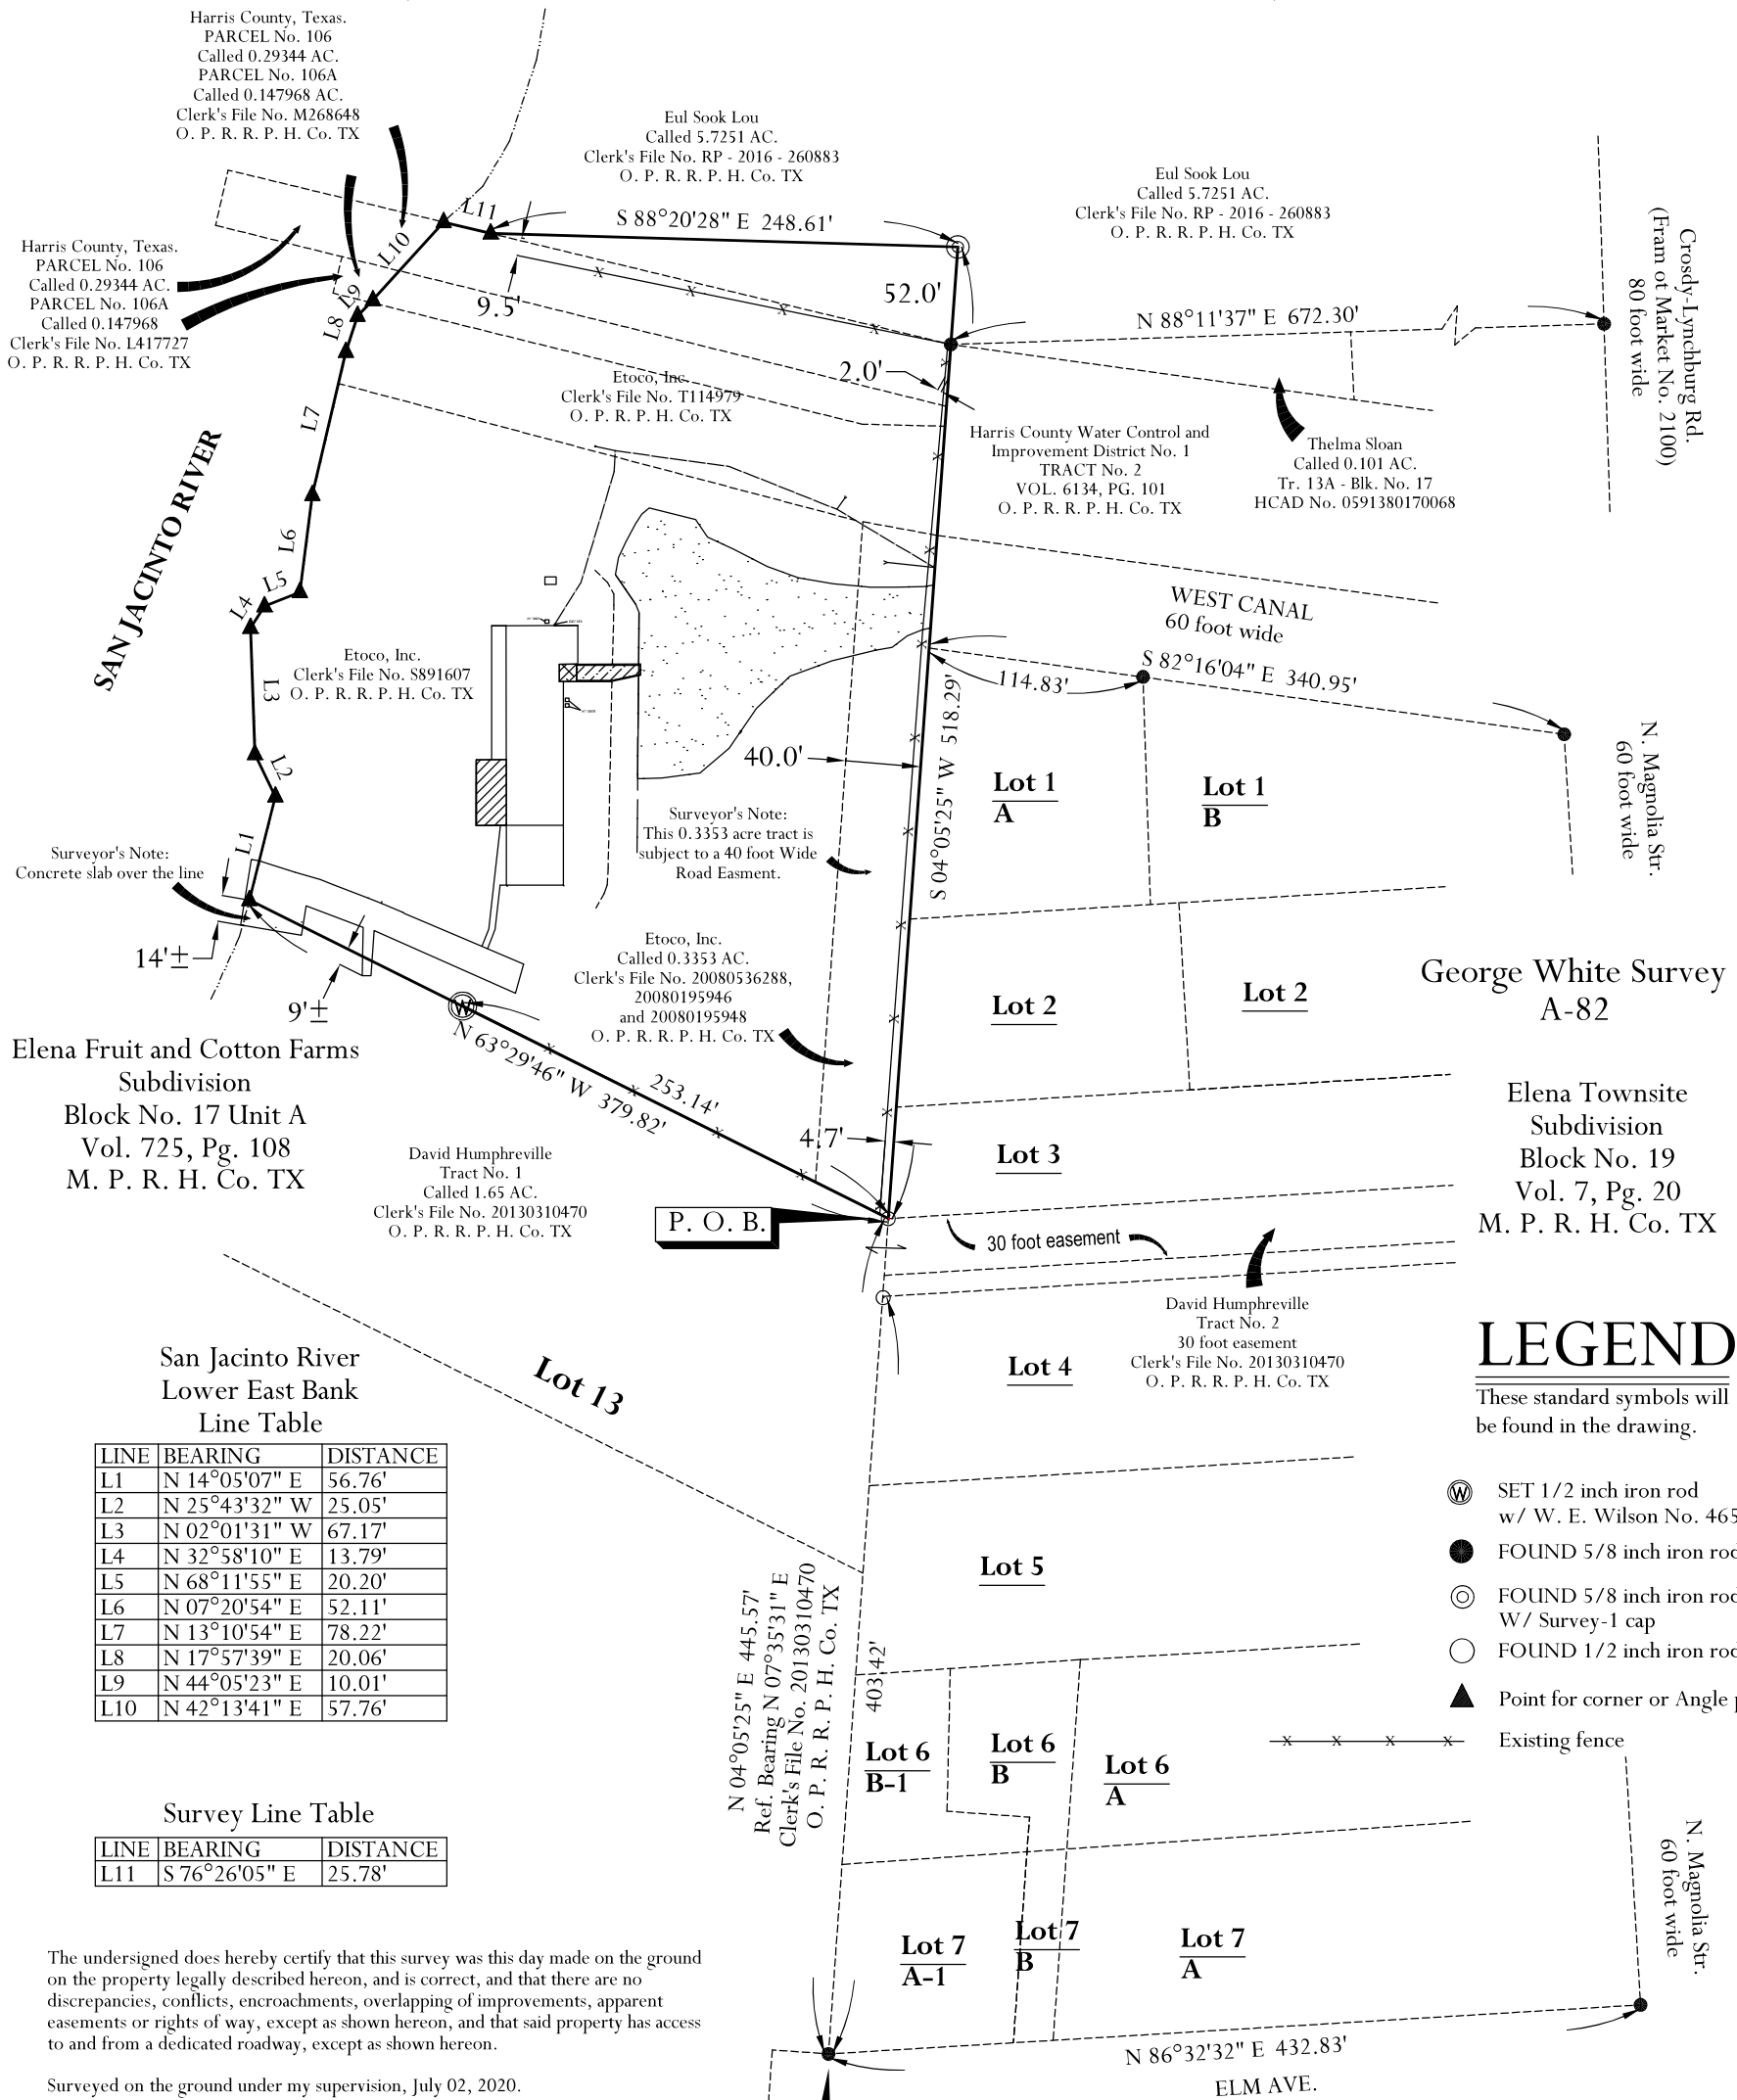 Harris County, Texas.
PARCEL No. 106
Called 0.29344 AC.
PARCEL No. 106A
Called 0.147968 AC.
Clerk's File No. M268648
O. P. R. R. P. H. Co. TX
Eul Sook Lou
Called 5.7251 AC.
Clerk's File No. RP - 2016 - 260883
O. P. R. R. P. H. Co. TX
Eul Sook Lou
Called 5.7251 AC.
Clerk's File No. RP - 2016 - 260883
O. P. R. R. P. H. Co. TX
Crosdy-Lynchburg Rd.
(Fram ot Market No. 2100)
80 foot wide
L11
S 88°20'28" E 248.61'
L10
Harris County, Texas.
PARCEL No. 106
Called 0.29344 AC.
PARCEL No. 106A
Called 0.147968
Clerk's File No. L417727
O. P. R. R. P. H. Co. TX
L9
L8
9.5'
52.0'
N 88°11'37" E 672.30'
2.0'
Etoco, Inc.
Clerk's File No. T114979
O. P. R. P. H. Co. TX
L7
Harris County Water Control and
Improvement District No. 1
TRACT No. 2
VOL. 6134, PG. 101
O. P. R. R. P. H. Co. TX
Thelma Sloan
Called 0.101 AC.
Tr. 13A - Blk. No. 17
HCAD No. 0591380170068
SAN JACINTO RIVER
L6
L5
L4
WEST CANAL
60 foot wide
Etoco, Inc.
Clerk's File No. S891607
O. P. R. R. P. H. Co. TX
L3
S 82°16'04" E 340.95'
114.83'
S 04°05'25" W 518.29'
40.0'
L2
N. Magnolia Str.
60 foot wide
Lot 1
A
Lot 1
B
Surveyor's Note:
This 0.3353 acre tract is
subject to a 40 foot Wide
Road Easment.
L1
Surveyor's Note:
Concrete slab over the line
14'±
9'±
Etoco, Inc.
Called 0.3353 AC.
Clerk's File No. 20080536288,
20080195946
and 20080195948
O. P. R. R. P. H. Co. TX
Lot 2
Lot 2
George White Survey
A-82
Elena Fruit and Cotton Farms
Subdivision
Block No. 17 Unit A
Vol. 725, Pg. 108
M. P. R. H. Co. TX
W
N 63°29'46" W 379.82'
253.14'
4.7'
Lot 3
Elena Townsite
Subdivision
Block No. 19
Vol. 7, Pg. 20
M. P. R. H. Co. TX
David Humphreville
Tract No. 1
Called 1.65 AC.
Clerk's File No. 20130310470
O. P. R. R. P. H. Co. TX
P. O. B.
30 foot easement
David Humphreville
Tract No. 2
30 foot easement
Clerk's File No. 20130310470
O. P. R. R. P. H. Co. TX
Lot 4
Lot 13
LEGEND
These standard symbols will
be found in the drawing.
W SET 1/2 inch iron rod
w/ W. E. Wilson No. 465
FOUND 5/8 inch iron rod
FOUND 5/8 inch iron rod
W/ Survey-1 cap
FOUND 1/2 inch iron rod
Point for corner or Angle
Existing fence
San Jacinto River
Lower East Bank
Line Table
LINE BEARING DISTANCE
L1 N 14°05'07" E 56.76'
L2 N 25°43'32" W 25.05'
L3 N 02°01'31" W 67.17'
L4 N 32°58'10" E 13.79'
L5 N 68°11'55" E 20.20'
L6 N 07°20'54" E 52.11'
L7 N 13°10'54" E 78.22'
L8 N 17°57'39" E 20.06'
L9 N 44°05'23" E 10.01'
L10 N 42°13'41" E 57.76'
Lot 5
N 04°05'25" E 445.57'
Ref. Bearing N 07°35'31" E
Clerk's File No. 20130310470
O. P. R. R. P. H. Co. TX
403.42'
Lot 6
B-1
Lot 6
B
Lot 6
A
Survey Line Table
LINE BEARING DISTANCE
L11 S 76°26'05" E 25.78'
N. Magnolia Str.
60 foot wide
Lot 7
A-1
Lot 7
B
Lot 7
A
The undersigned does hereby certify that this survey was this day made on the ground
on the property legally described hereon, and is correct, and that there are no
discrepancies, conflicts, encroachments, overlapping of improvements, apparent
easements or rights of way, except as shown hereon, and that said property has access
to and from a dedicated roadway, except as shown hereon.
Surveyed on the ground under my supervision, July 02, 2020.
N 86°32'32" E 432.83'
ELM AVE.